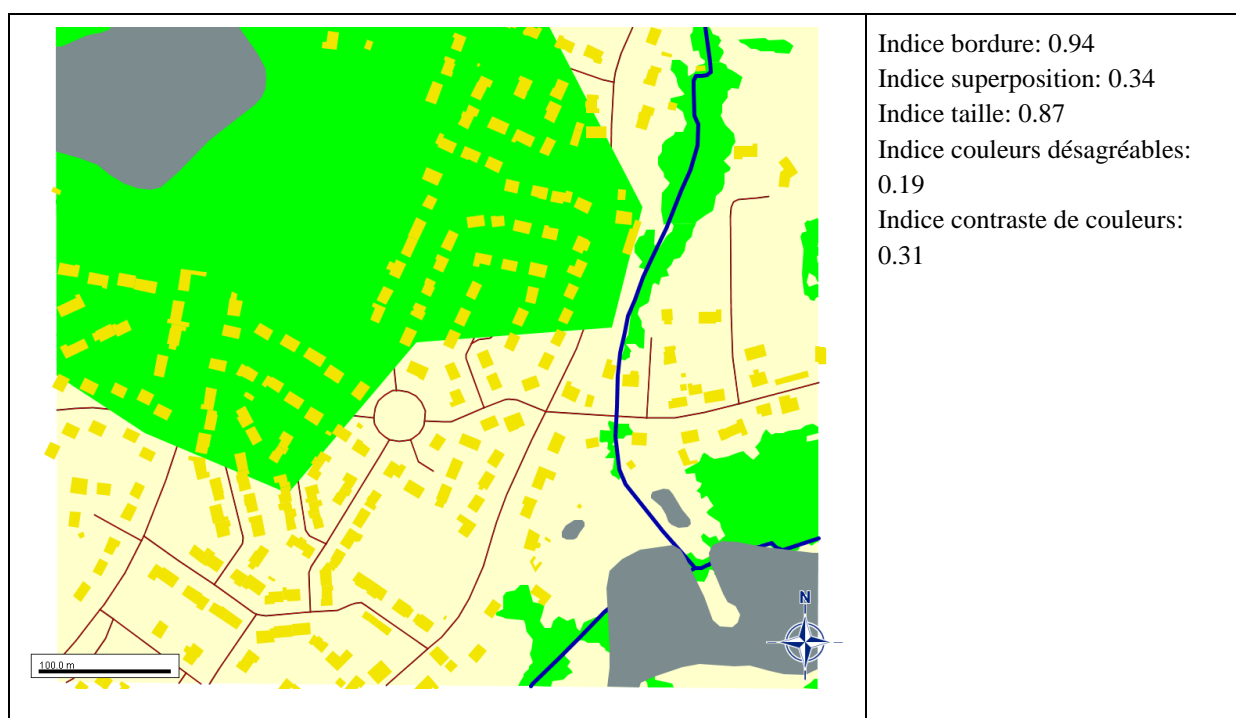 Indice bordure: 0.94
Indice superposition: 0.34
Indice taille: 0.87
Indice couleurs désagréables:
0.19
Indice contraste de couleurs:
0.31
N
100.0 m